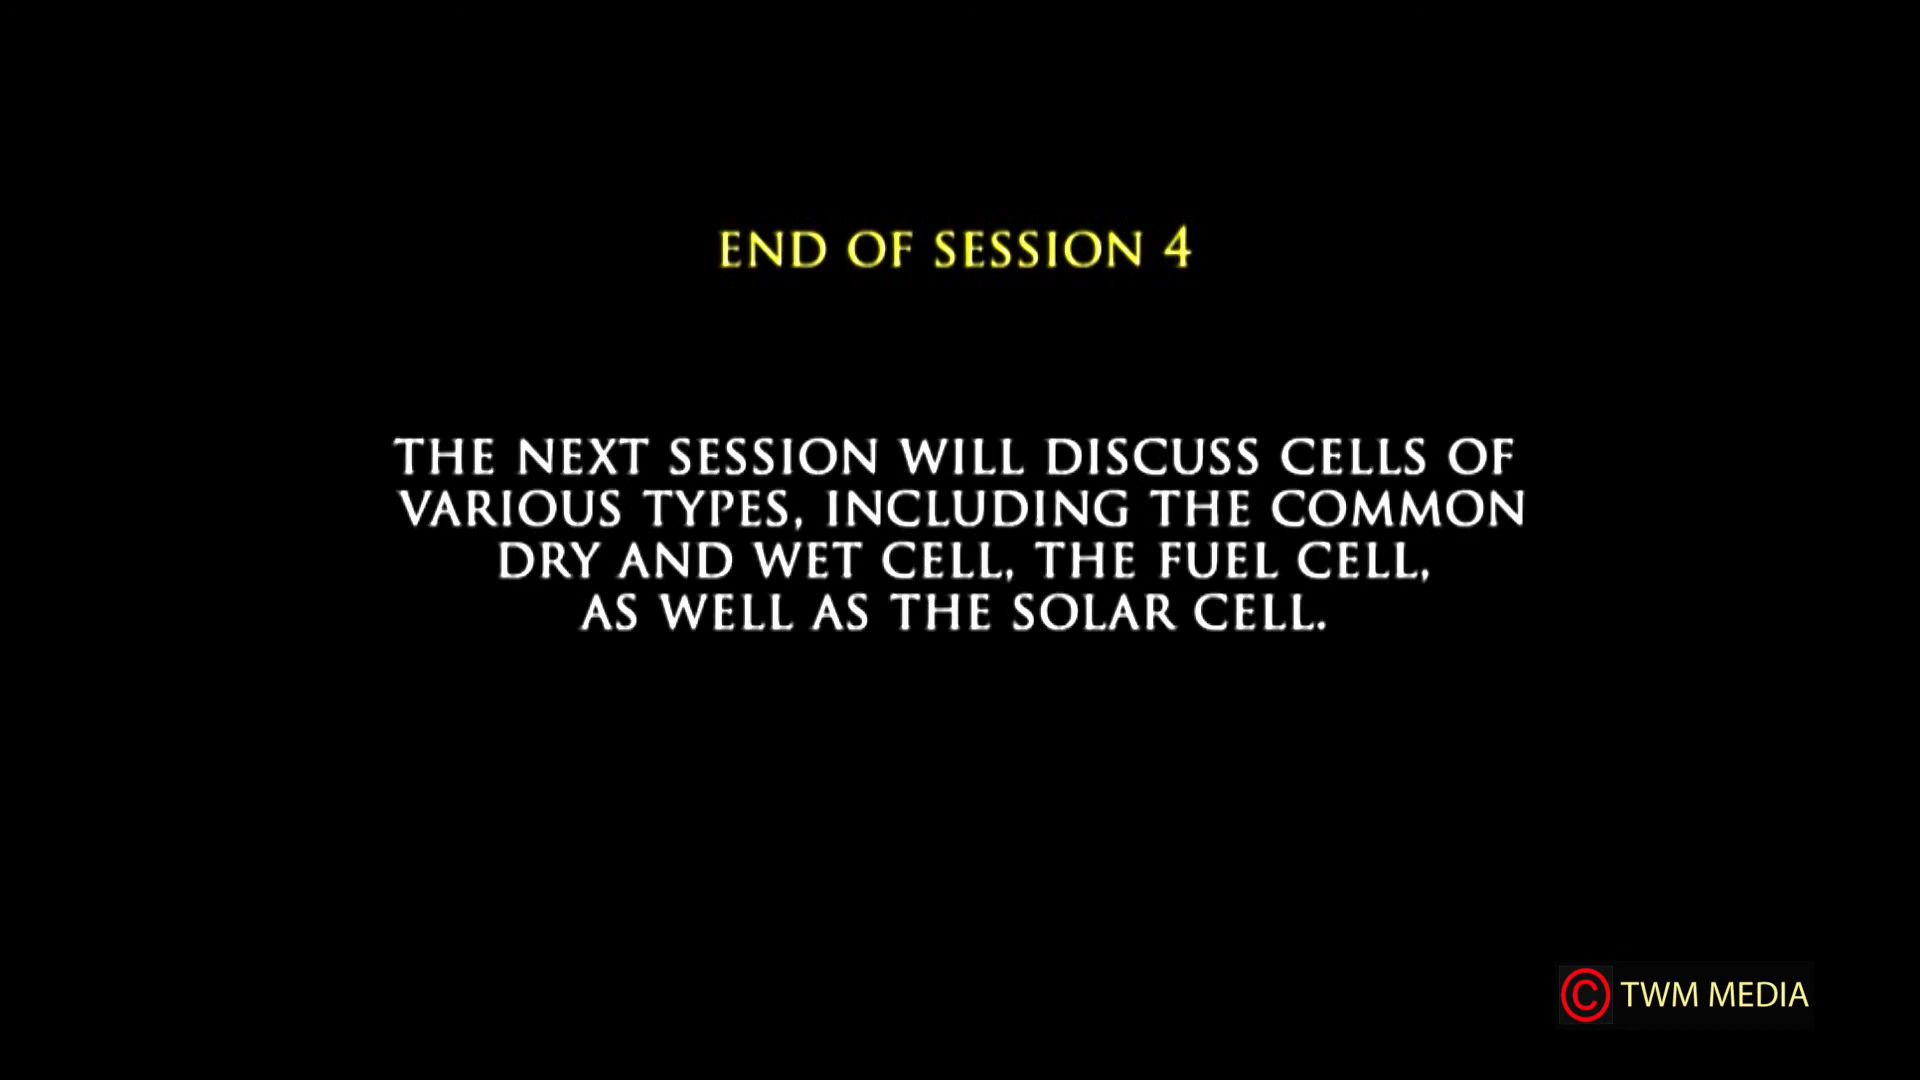 END OF SESSION 4
THE NEXT SESSION WILL DISCUSS CELLS OF
VARIOUS TYPES, INCLUDING THE COMMON
DRY AND WET CELL, THE FUEL CELL,
AS WELL AS THE SOLAR CELL.
© TWM MEDIA